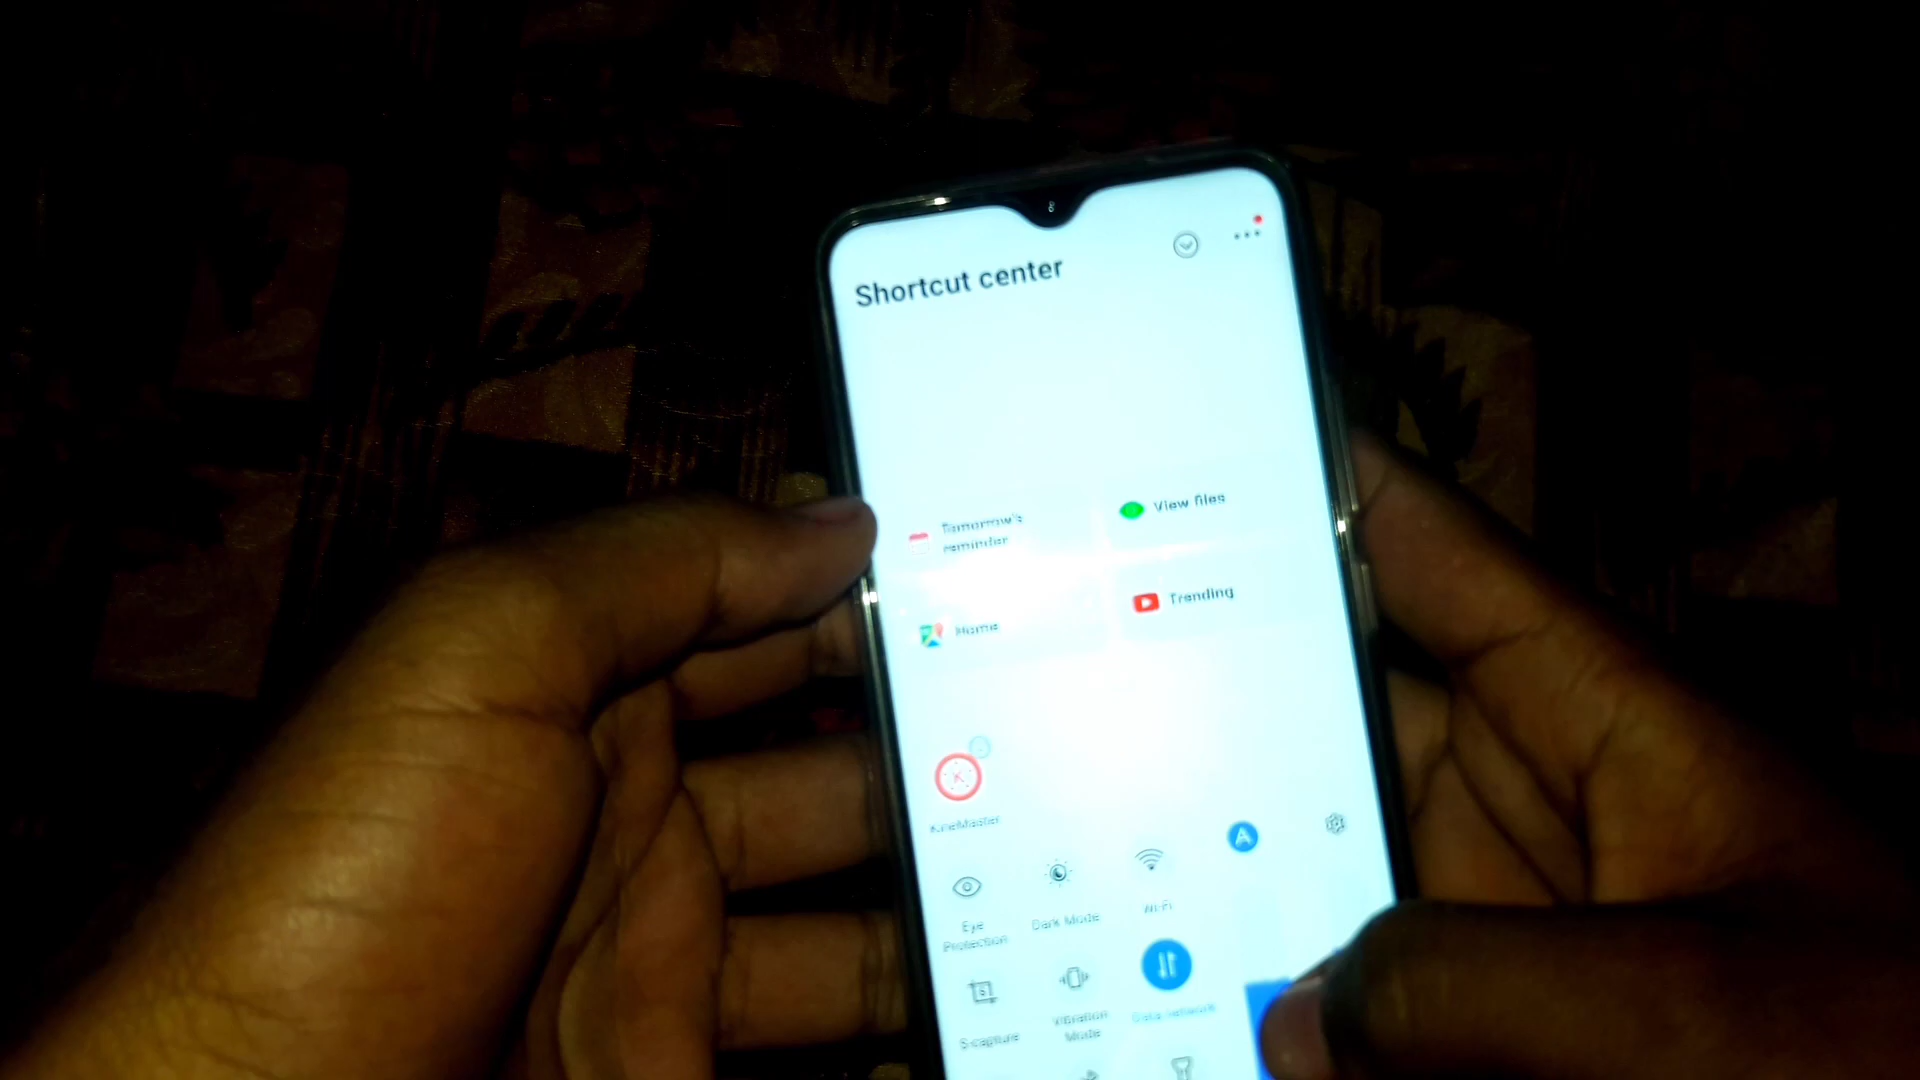 Shortcut center
Tomorrow's
reminder
View files
Home
Trending
KineMaster
Eye
Protection
Dark Mode
Wi-Fi
A
S-capture
Vibration
Mode
Data network